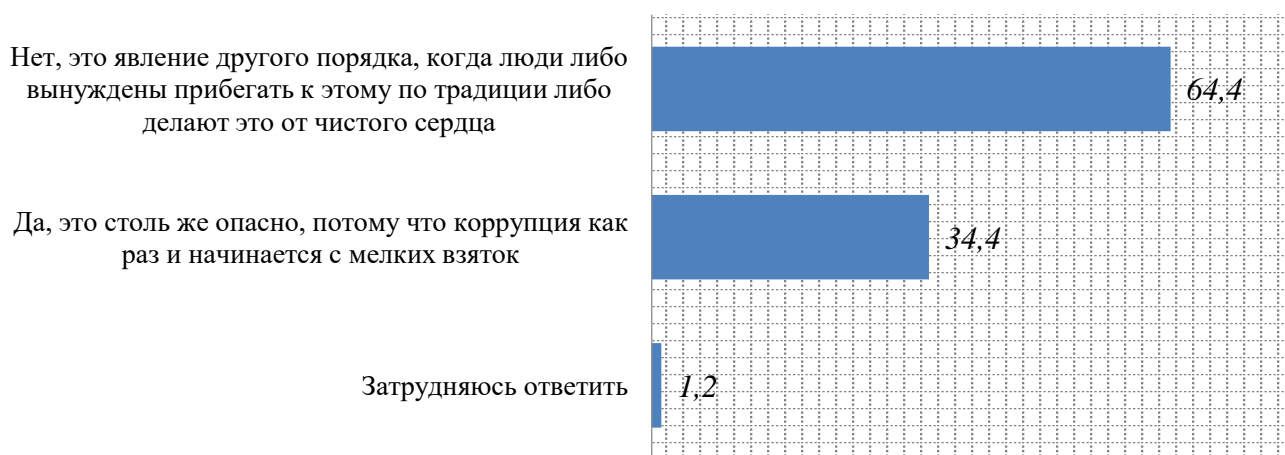 Нет, это явление другого порядка, когда люди либо
вынуждены прибегать к этому по традиции либо
делают это от чистого сердца
64,4
Да, это столь же опасно, потому что коррупция как
раз и начинается с мелких взяток
34,4
Затрудняюсь ответить
1,2